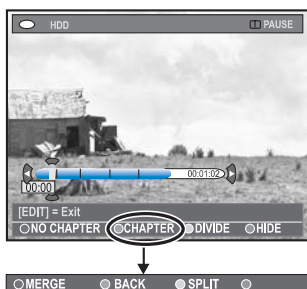 HDD PAUSE
00:01:02
00:00
[EDIT] = Exit
NO CHAPTER CHAPTER DIVIDE HIDE
MERGE BACK SPLIT